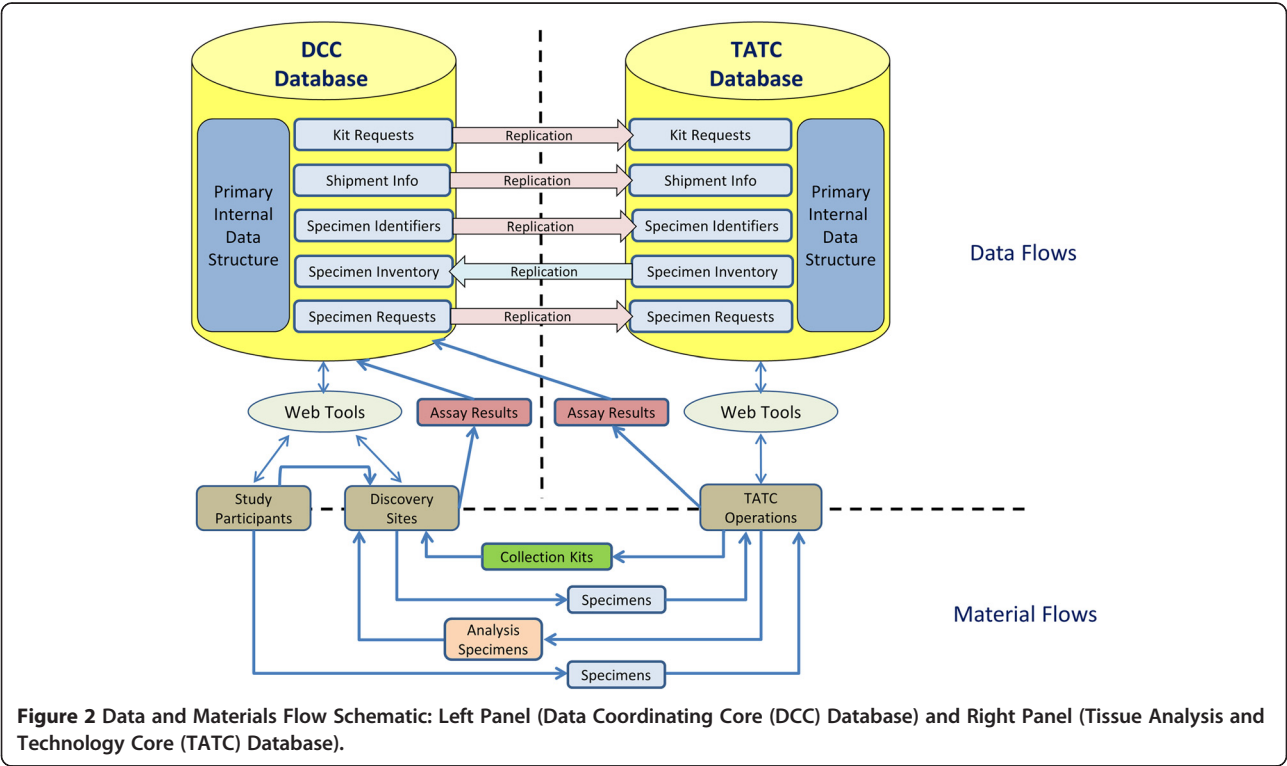 DCC
Database
TATC
Database
Primary
Internal
Data
Structure
Kit Requests
Replication
Kit Requests
Shipment Info
Replication
Shipment Info
Specimen Identifiers
Replication
Specimen Identifiers
Specimen Inventory
Replication
Specimen Inventory
Specimen Requests
Replication
Specimen Requests
Primary
Internal
Data
Structure
Data Flows
Web Tools
Assay Results
Assay Results
Web Tools
Study
Participants
Discovery
Sites
TATC
Operations
Collection Kits
Specimens
Analysis
Specimens
Specimens
Material Flows
Figure 2 Data and Materials Flow Schematic: Left Panel (Data Coordinating Core (DCC) Database) and Right Panel (Tissue Analysis and
Technology Core (TATC) Database).